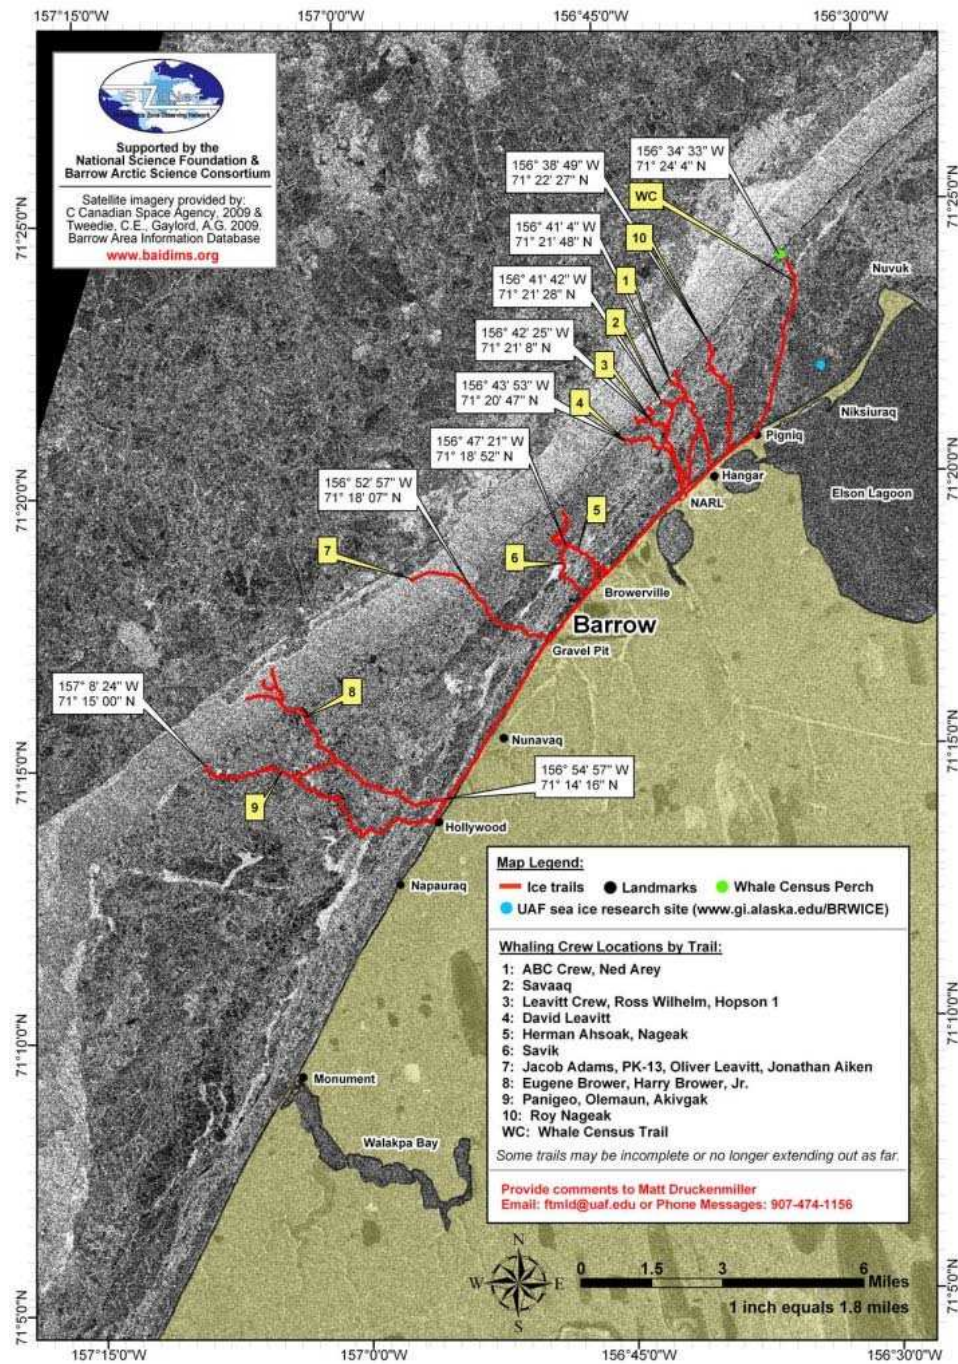 157°15'0"W
157°0'0"W
156°45'0"W
156°30'0"W
Supported by the
National Science Foundation &
Barrow Arctic Science Consortium
Satellite imagery provided by:
C Canadian Space Agency, 2009 &
Tweedie, C.E., Gaylord, A.G. 2009.
Barrow Area Information Database
www.baidims.org
156° 38' 49" W
71° 22' 27" N
156° 34' 33" W
71° 24' 4" N
WC
71°25'0"N
71°25'0"N
156° 41' 4" W
71° 21' 48" N
10
Nuvuk
156° 41' 42" W
71° 21' 28" N
1
2
156° 42' 25" W
71° 21' 8" N
3
156° 43' 53" W
71° 20' 47" N
4
Niksiuraq
Pigniq
156° 47' 21" W
71° 18' 52" N
Hangar
71°20'0"N
156° 52' 57" W
71° 18' 07" N
Elson Lagoon
NARL
71°20'0"N
5
7
6
Browerville
Barrow
Gravel Pit
157° 8' 24" W
71° 15' 00" N
8
Nunavaq
71°15'0"N
71°15'0"N
156° 54' 57" W
71° 14' 16" N
9
Hollywood
Napauraq
Map Legend:
Ice trails
Landmarks
Whale Census Perch
UAF sea ice research site (www.gi.alaska.edu/BRWICE)
Whaling Crew Locations by Trail:
1: ABC Crew, Ned Arey
2: Savaaq
3: Leavitt Crew, Ross Wilhelm, Hopson 1
4: David Leavitt
5: Herman Ahsoak, Nageak
6: Savik
7: Jacob Adams, PK-13, Oliver Leavitt, Jonathan Aiken
8: Eugene Brower, Harry Brower, Jr.
9: Panigeo, Olemaun, Akivgak
10: Roy Nageak
WC: Whale Census Trail
Some trails may be incomplete or no longer extending out as far.
Provide comments to Matt Druckenmiller
Email: ftmld@uaf.edu or Phone Messages: 907-474-1156
71°10'0"N
71°10'0"N
Monument
Walakpa Bay
N
W
E
S
0 1.5 3 6
Miles
1 inch equals 1.8 miles
71°5'0"N
71°5'0"N
157°15'0"W
157°0'0"W
156°45'0"W
156°30'0"W